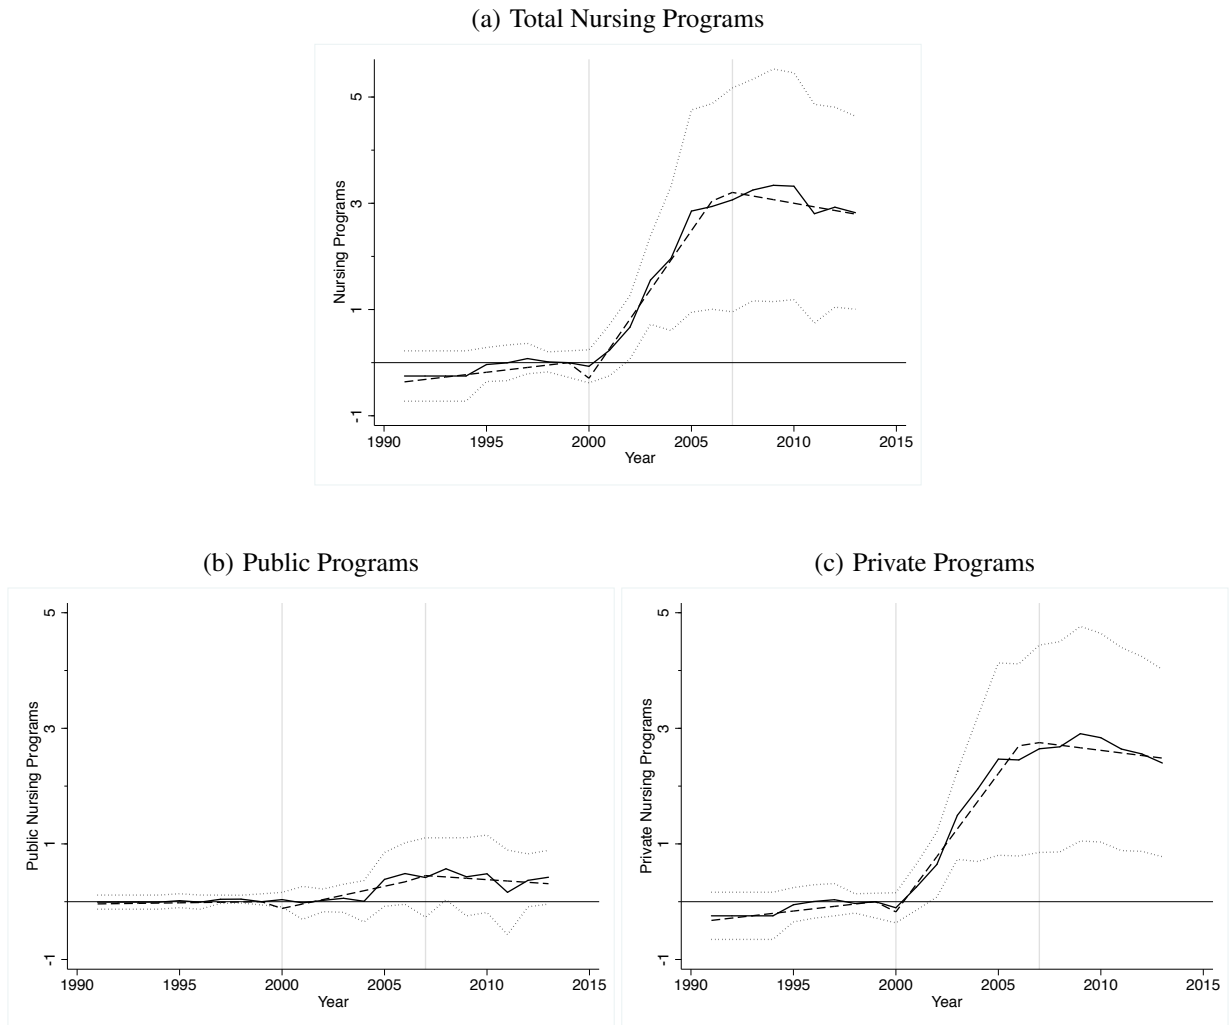 (a) Total Nursing Programs
Nursing Programs
5
3
1
-1
1990 1995 2000 2005 2010 2015
Year
(b) Public Programs
Public Nursing Programs
5
3
1
-1
1990 1995 2000 2005 2010 2015
Year
(c) Private Programs
Private Nursing Programs
5
3
1
-1
1990 1995 2000 2005 2010 2015
Year